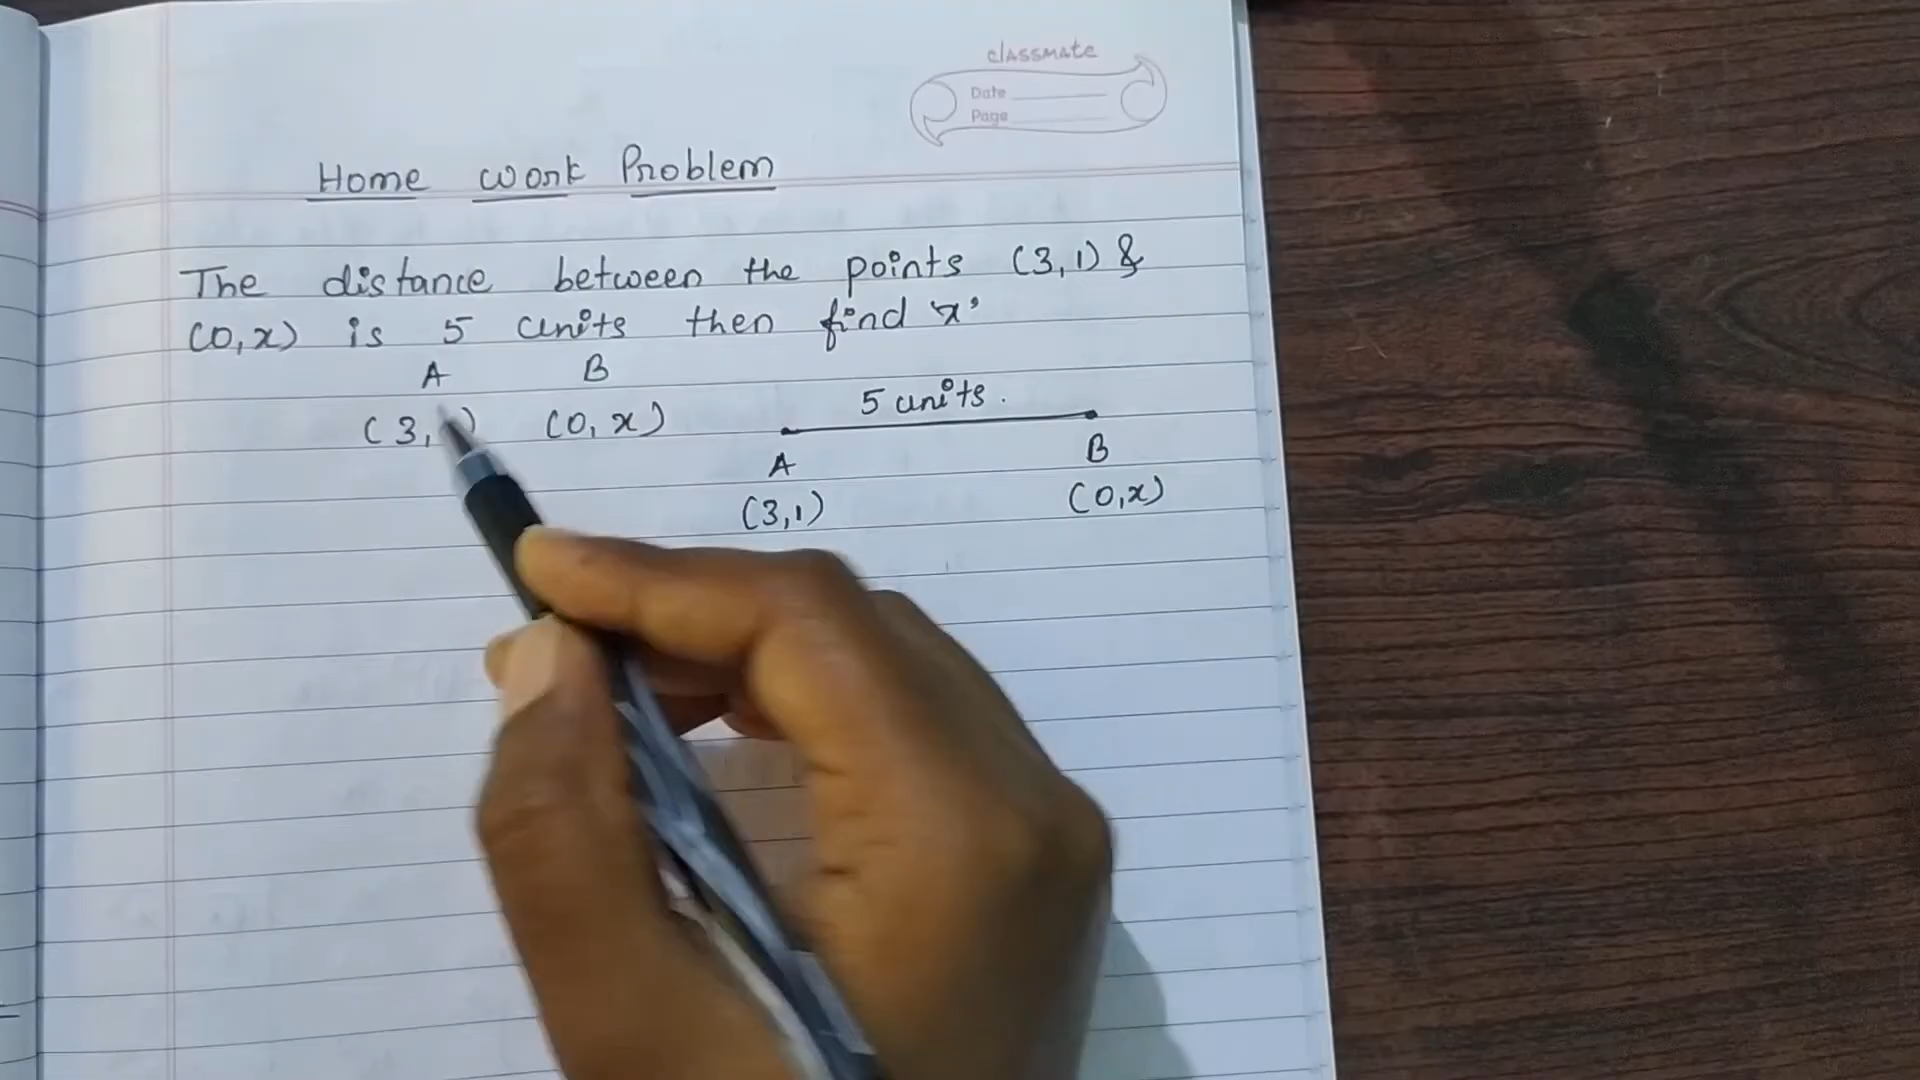 classmate
Date
Page
Home Work Problem
The distance between the points (3,1) &
(0,x) is 5 units then find 'x'
A B
(3, ) (0, x)
5 units.
A B
(3,1) (0,x)